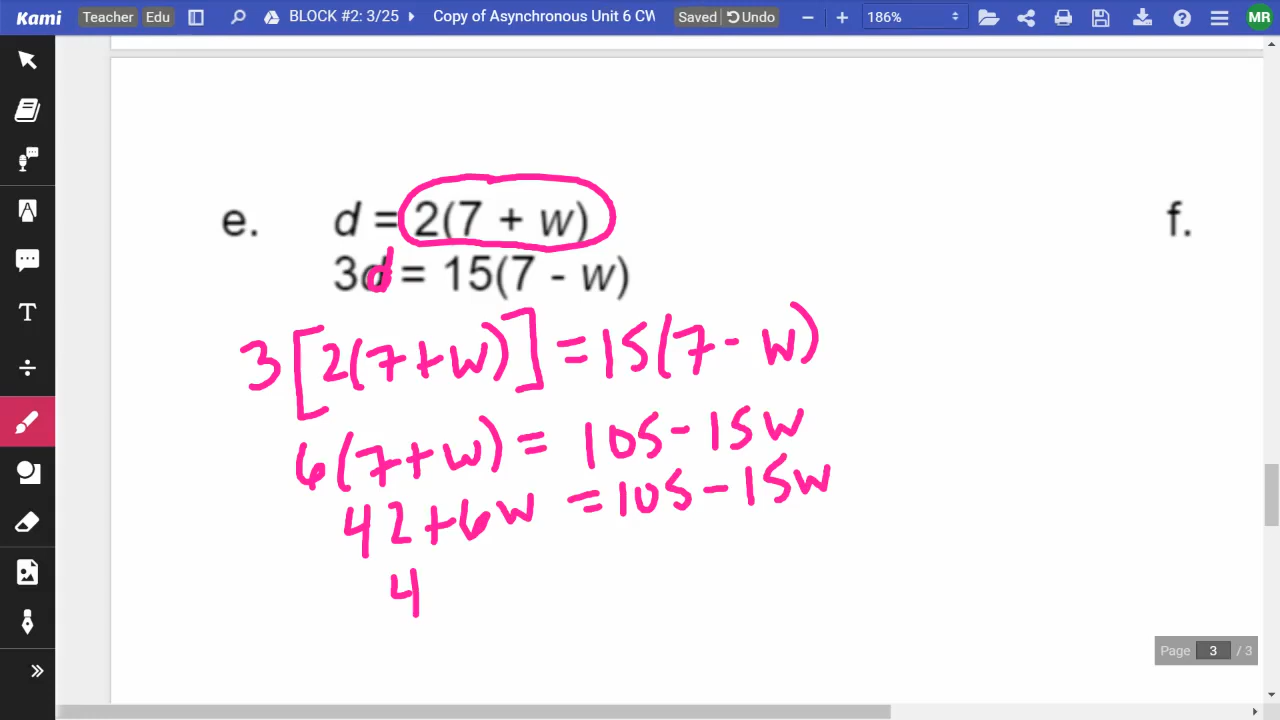 Kami Teacher Edu BLOCK #2: 3/25 Copy of Asynchronous Unit 6 CW Saved Undo 186% MR
e. d = 2(7 + w) f.
3d = 15(7 - w)
3[2(7+w)] = 15(7 - w)
6(7+w) = 105 - 15w
42 + 6w = 105 - 15w
4
Page 3 / 3